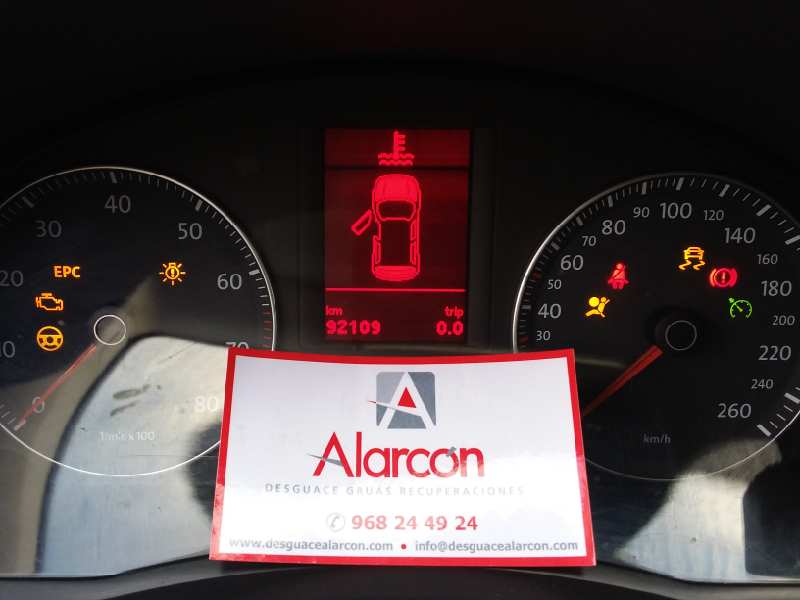 10
20
30
40
50
60
70
80
EPC
1/min x 100
km
trip
92109
0.0
30
40
50
60
70
80
90
100
120
140
160
180
200
220
240
260
km/h
Alarcón
DESGUACE GRUAS RECUPERACIONES
968 24 49 24
www.desguacealarcon.com • info@desguacealarcon.com